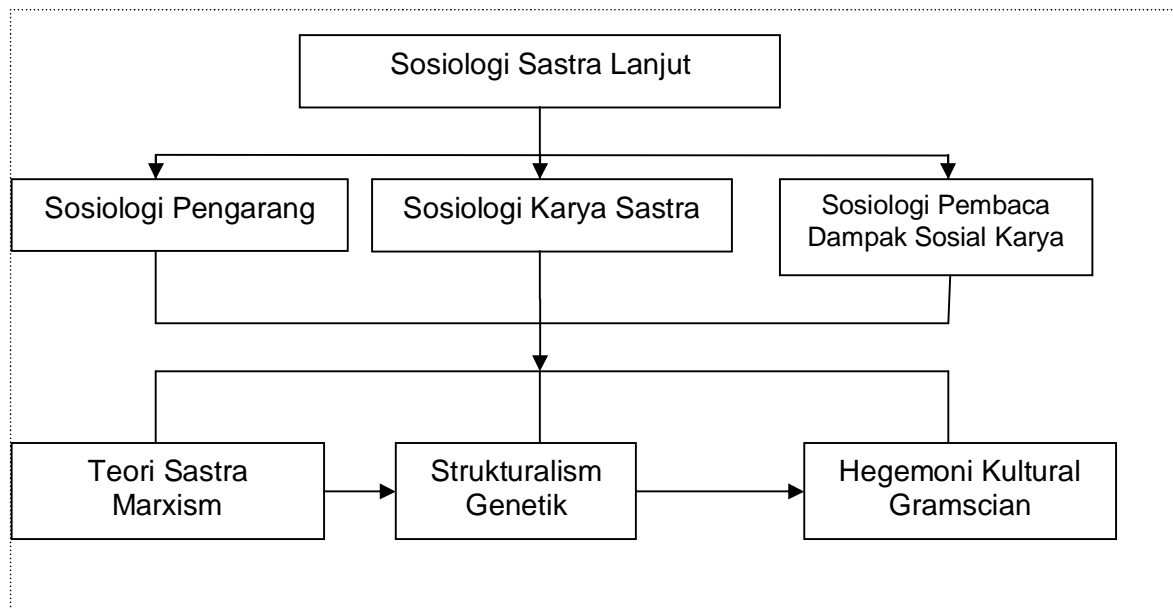 Sosiologi Sastra Lanjut
Sosiologi Pengarang
Sosiologi Karya Sastra
Sosiologi Pembaca
Dampak Sosial Karya
Teori Sastra
Marxism
Strukturalism
Genetik
Hegemoni Kultural
Gramscian